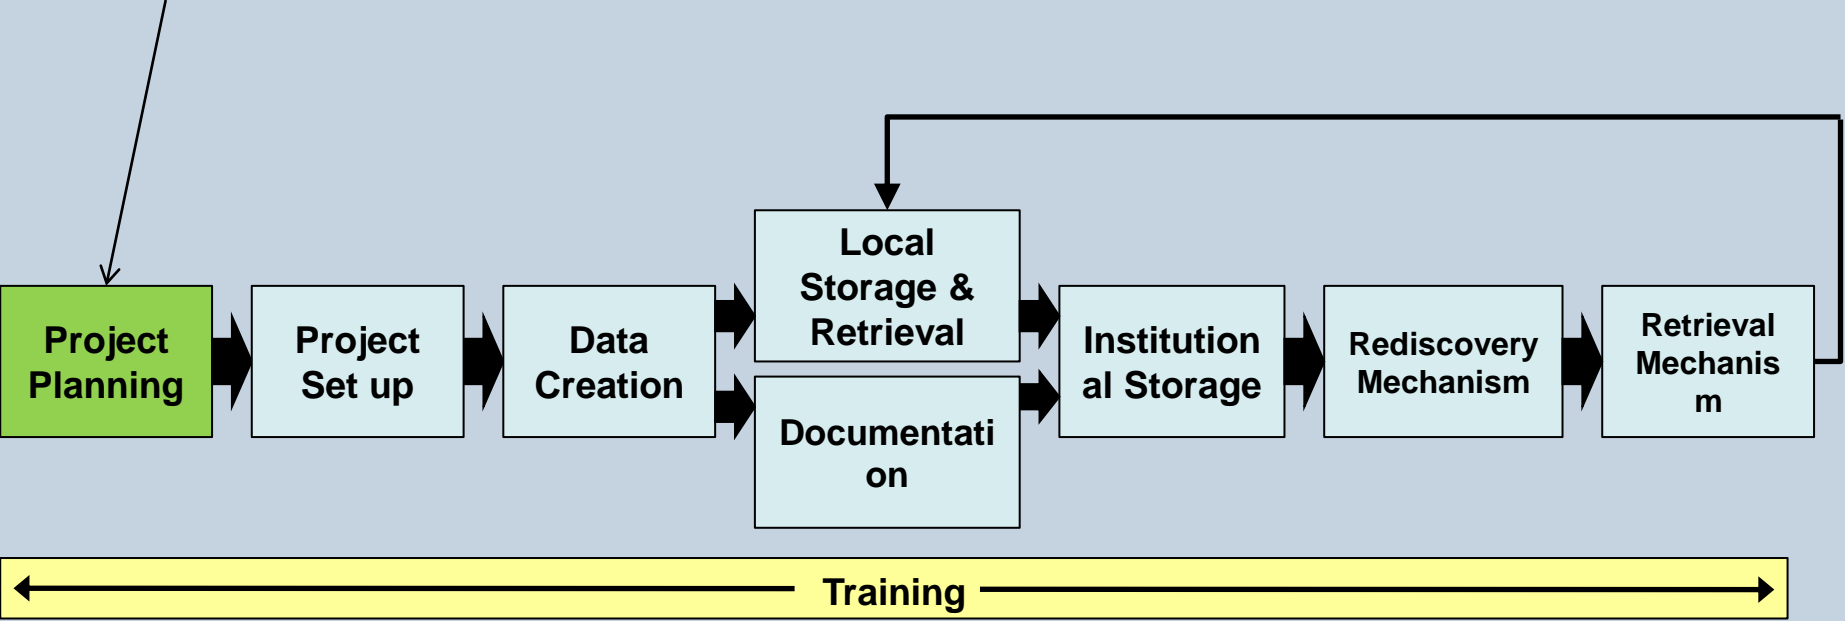 Project
Planning
Project
Set up
Data
Creation
Local
Storage &
Retrieval
Documentati
on
Institution
al Storage
Rediscovery
Mechanism
Retrieval
Mechanis
m
Training